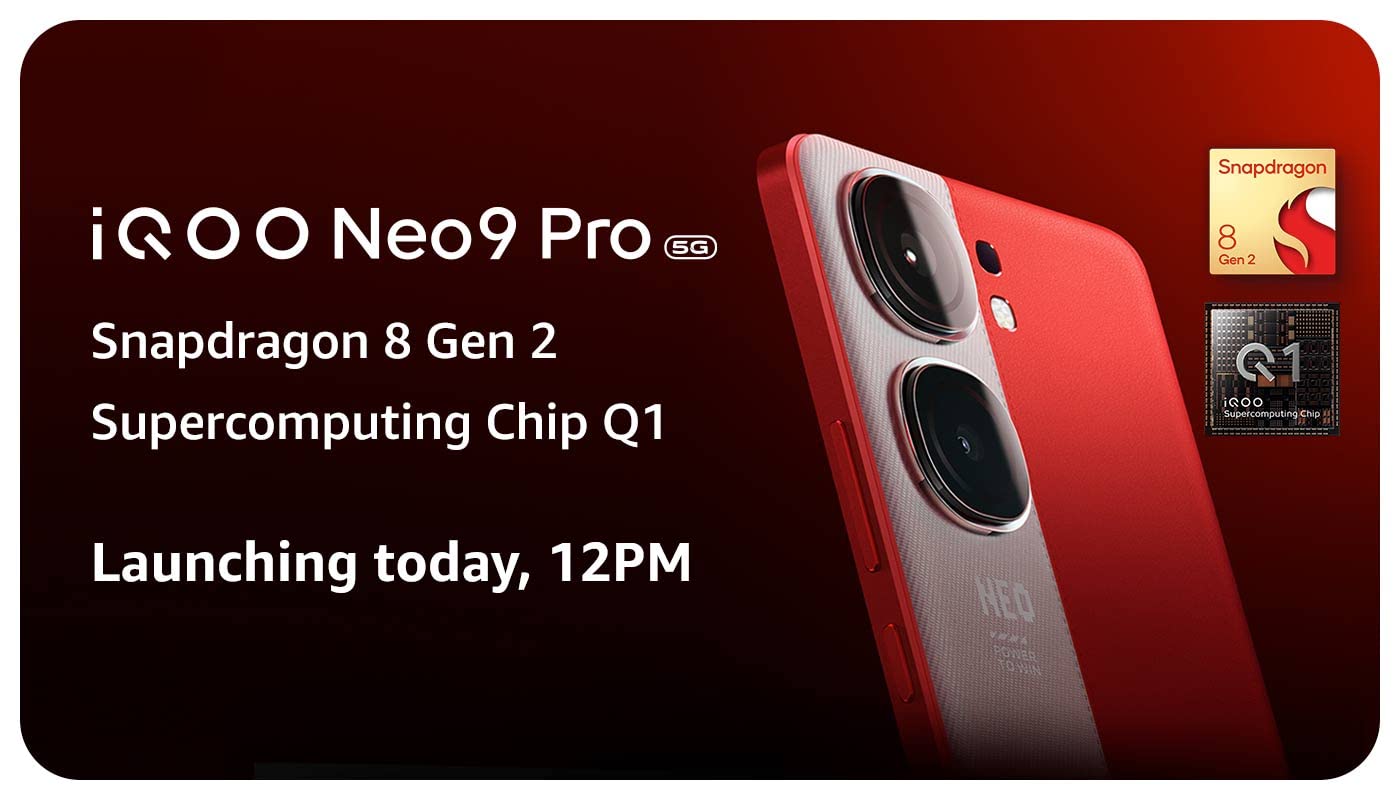 iQOO Neo9 Pro 5G
Snapdragon 8 Gen 2
Supercomputing Chip Q1
Launching today, 12PM
NEO
POWER
TO WIN
Snapdragon
8
Gen 2
Q1
iQOO
Supercomputing Chip